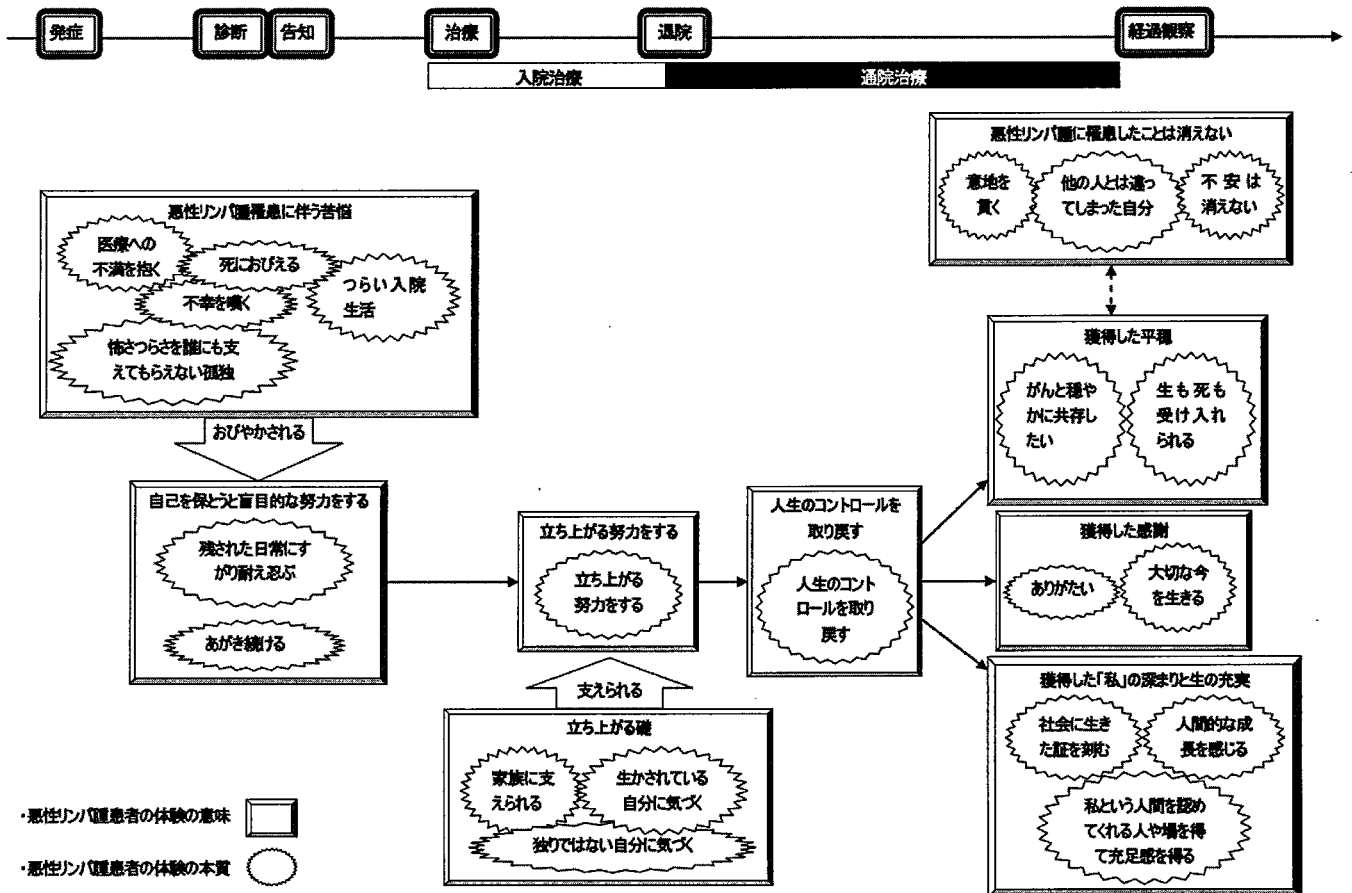 発症
診断
告知
治療
退院
経過観察
入院治療
通院治療
悪性リンパ腫に罹患したことは消えない
意地を
貫く
他の人とは違っ
てしまった自分
不安は
消えない
悪性リンパ腫罹患に伴う苦悩
医療への
不満を抱く
死におびえる
不幸を嘆く
つらい入院
生活
怖さつらさを誰にも支
えてもらえない孤独
おびやかされる
獲得した平穏
がんと穏や
かに共存し
たい
生も死も
受け入れ
られる
自己を保とうと盲目的な努力をする
残された日常にす
がり耐え忍ぶ
あがき続ける
立ち上がる努力をする
立ち上がる
努力をする
人生のコントロールを
取り戻す
人生のコント
ロールを取り
戻す
獲得した感謝
ありがたい
大切な今
を生きる
支えられる
立ち上がる礎
家族に支
えられる
生かされている
自分に気づく
独りではない自分に気づく
獲得した「私」の深まりと生の充実
社会に生き
た証を刻む
人間的な成
長を感じる
私という人間を認め
てくれる人や場を得
て充足感を得る
・悪性リンパ腫患者の体験の意味
・悪性リンパ腫患者の体験の本質